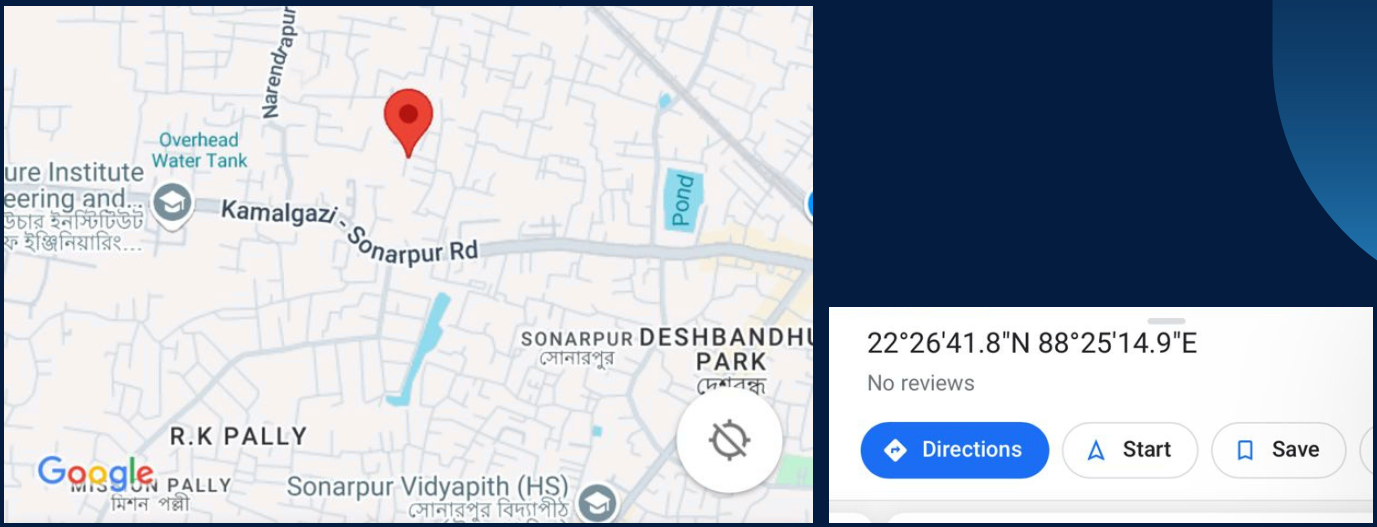 Narendrapur
Overhead
Water Tank
ure Institute
eering and...
উচার ইনস্টিটিউট
ফ ইঞ্জিনিয়ারিং...
Kamalgazi - Sonarpur Rd
Pond
SONARPUR
সোনারপুর
DESHBANDHU
PARK
R.K PALLY
Google
PALLY
মিশন পল্লী
Sonarpur Vidyapith (HS)
সোনারপুর বিদ্যাপীঠ
22°26'41.8"N 88°25'14.9"E
No reviews
Directions
Start
Save